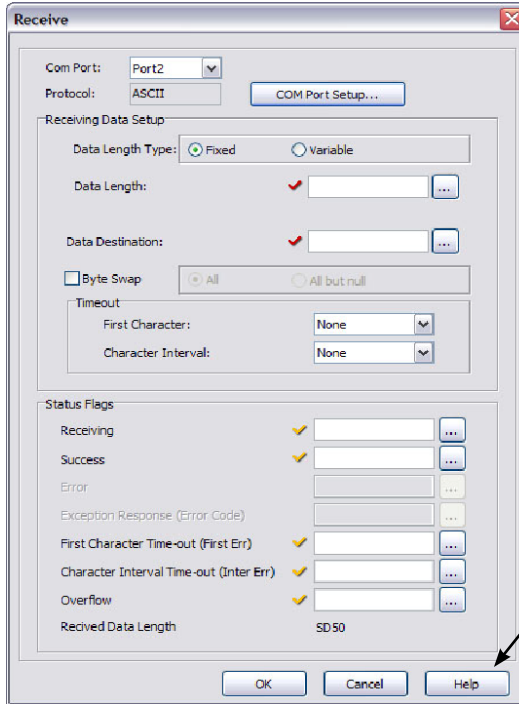 Receive
Com Port: Port2
Protocol: ASCII COM Port Setup...
Receiving Data Setup
Data Length Type: Fixed Variable
Data Length: ...
Data Destination: ...
Byte Swap All All but null
Timeout
First Character: None
Character Interval: None
Status Flags
Receiving ...
Success ...
Error ...
Exception Response (Error Code) ...
First Character Time-out (First Err) ...
Character Interval Time-out (Inter Err) ...
Overflow ...
Recived Data Length SD50
OK Cancel Help